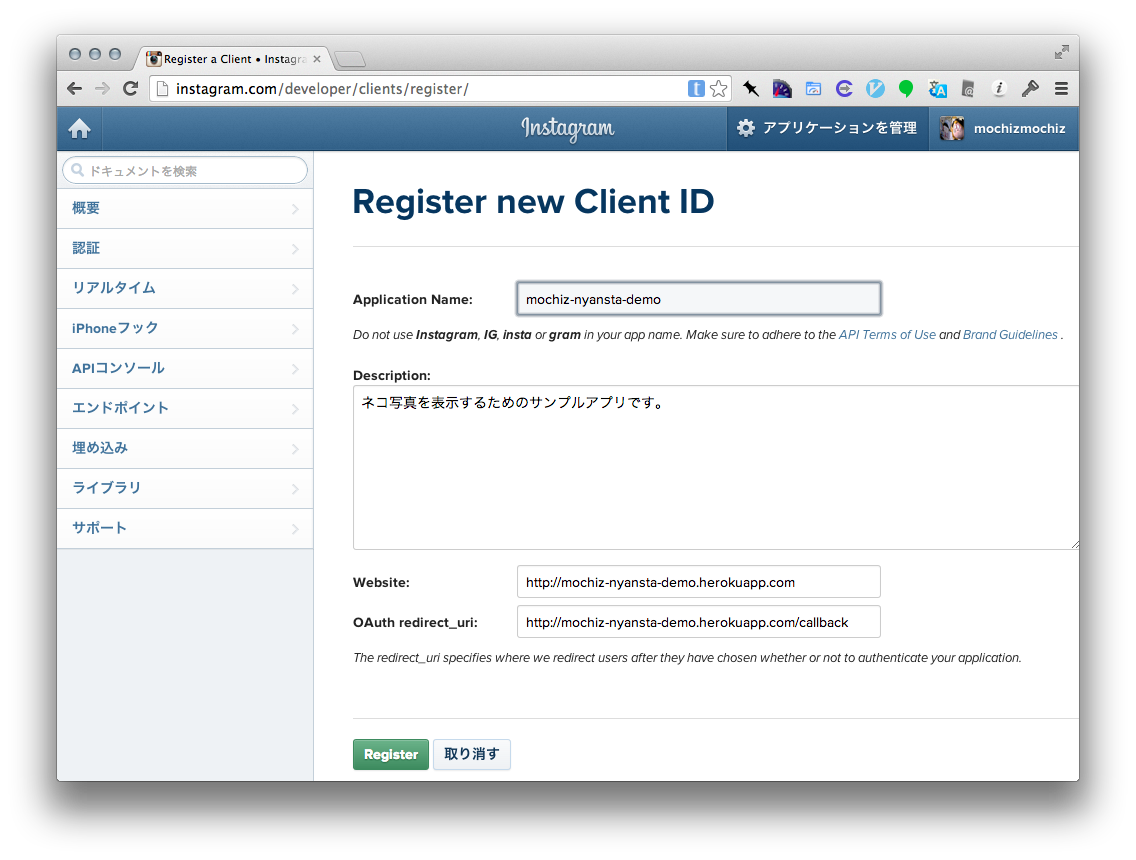 Register a Client • Instagra
instagram.com/developer/clients/register/
Instagram
アプリケーションを管理
mochizmochiz
ドキュメントを検索
概要
認証
リアルタイム
iPhoneフック
APIコンソール
エンドポイント
埋め込み
ライブラリ
サポート
Register new Client ID
Application Name:
mochiz-nyansta-demo
Do not use Instagram, IG, insta or gram in your app name. Make sure to adhere to the API Terms of Use and Brand Guidelines .
Description:
ネコ写真を表示するためのサンプルアプリです。
Website:
http://mochiz-nyansta-demo.herokuapp.com
OAuth redirect_uri:
http://mochiz-nyansta-demo.herokuapp.com/callback
The redirect_uri specifies where we redirect users after they have chosen whether or not to authenticate your application.
Register
取り消す